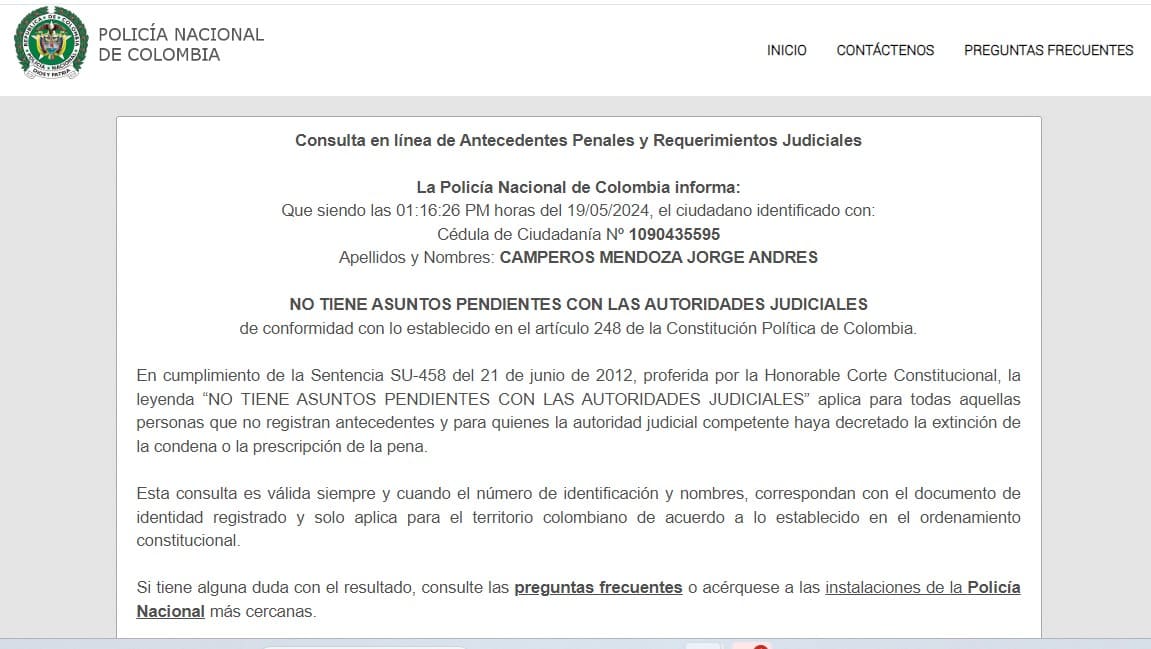 POLICÍA NACIONAL
DE COLOMBIA
INICIO CONTÁCTENOS PREGUNTAS FRECUENTES
Consulta en línea de Antecedentes Penales y Requerimientos Judiciales
La Policía Nacional de Colombia informa:
Que siendo las 01:16:26 PM horas del 19/05/2024, el ciudadano identificado con:
Cédula de Ciudadanía Nº 1090435595
Apellidos y Nombres: CAMPEROS MENDOZA JORGE ANDRES
NO TIENE ASUNTOS PENDIENTES CON LAS AUTORIDADES JUDICIALES
de conformidad con lo establecido en el artículo 248 de la Constitución Política de Colombia.
En cumplimiento de la Sentencia SU-458 del 21 de junio de 2012, proferida por la Honorable Corte Constitucional, la
leyenda “NO TIENE ASUNTOS PENDIENTES CON LAS AUTORIDADES JUDICIALES” aplica para todas aquellas
personas que no registran antecedentes y para quienes la autoridad judicial competente haya decretado la extinción de
la condena o la prescripción de la pena.
Esta consulta es válida siempre y cuando el número de identificación y nombres, correspondan con el documento de
identidad registrado y solo aplica para el territorio colombiano de acuerdo a lo establecido en el ordenamiento
constitucional.
Si tiene alguna duda con el resultado, consulte las preguntas frecuentes o acérquese a las instalaciones de la Policía
Nacional más cercanas.